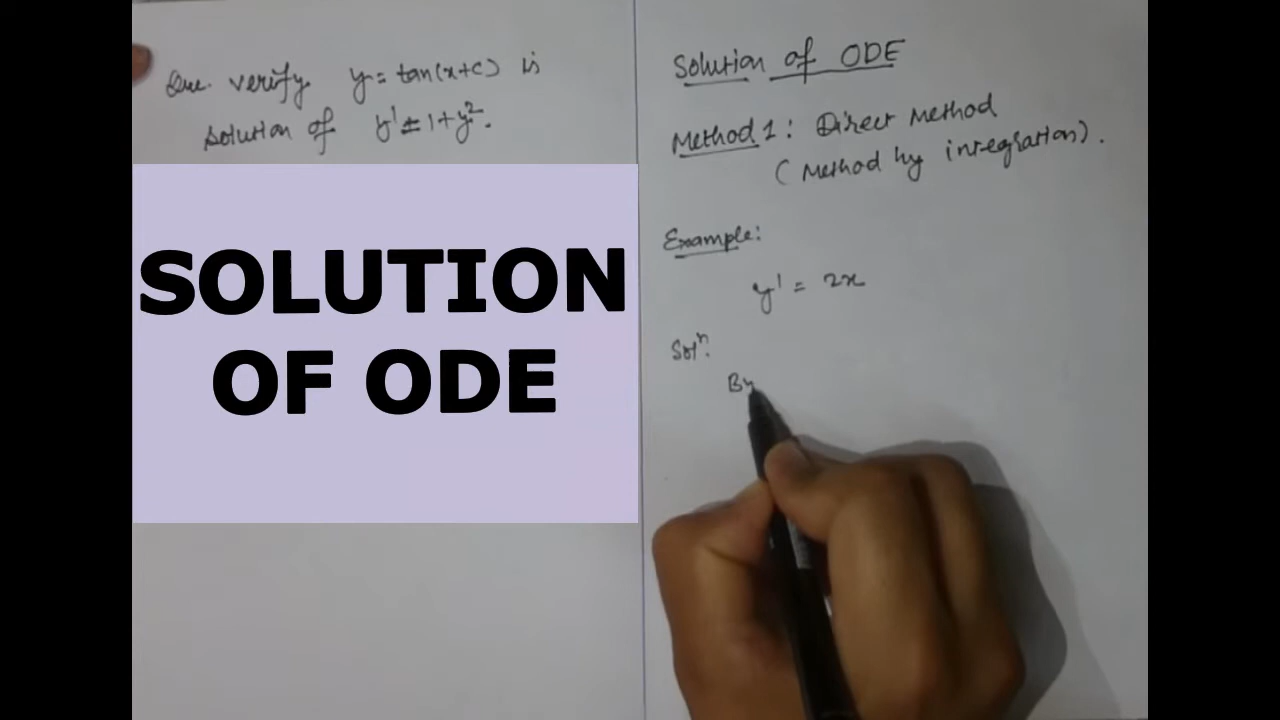 Que. verify y = tan(x+c) is
solution of y' = 1+y².
SOLUTION
OF ODE
Solution of ODE
Method 1: Direct Method
(Method by integration).
Example:
y' = 2x
Solⁿ.
By